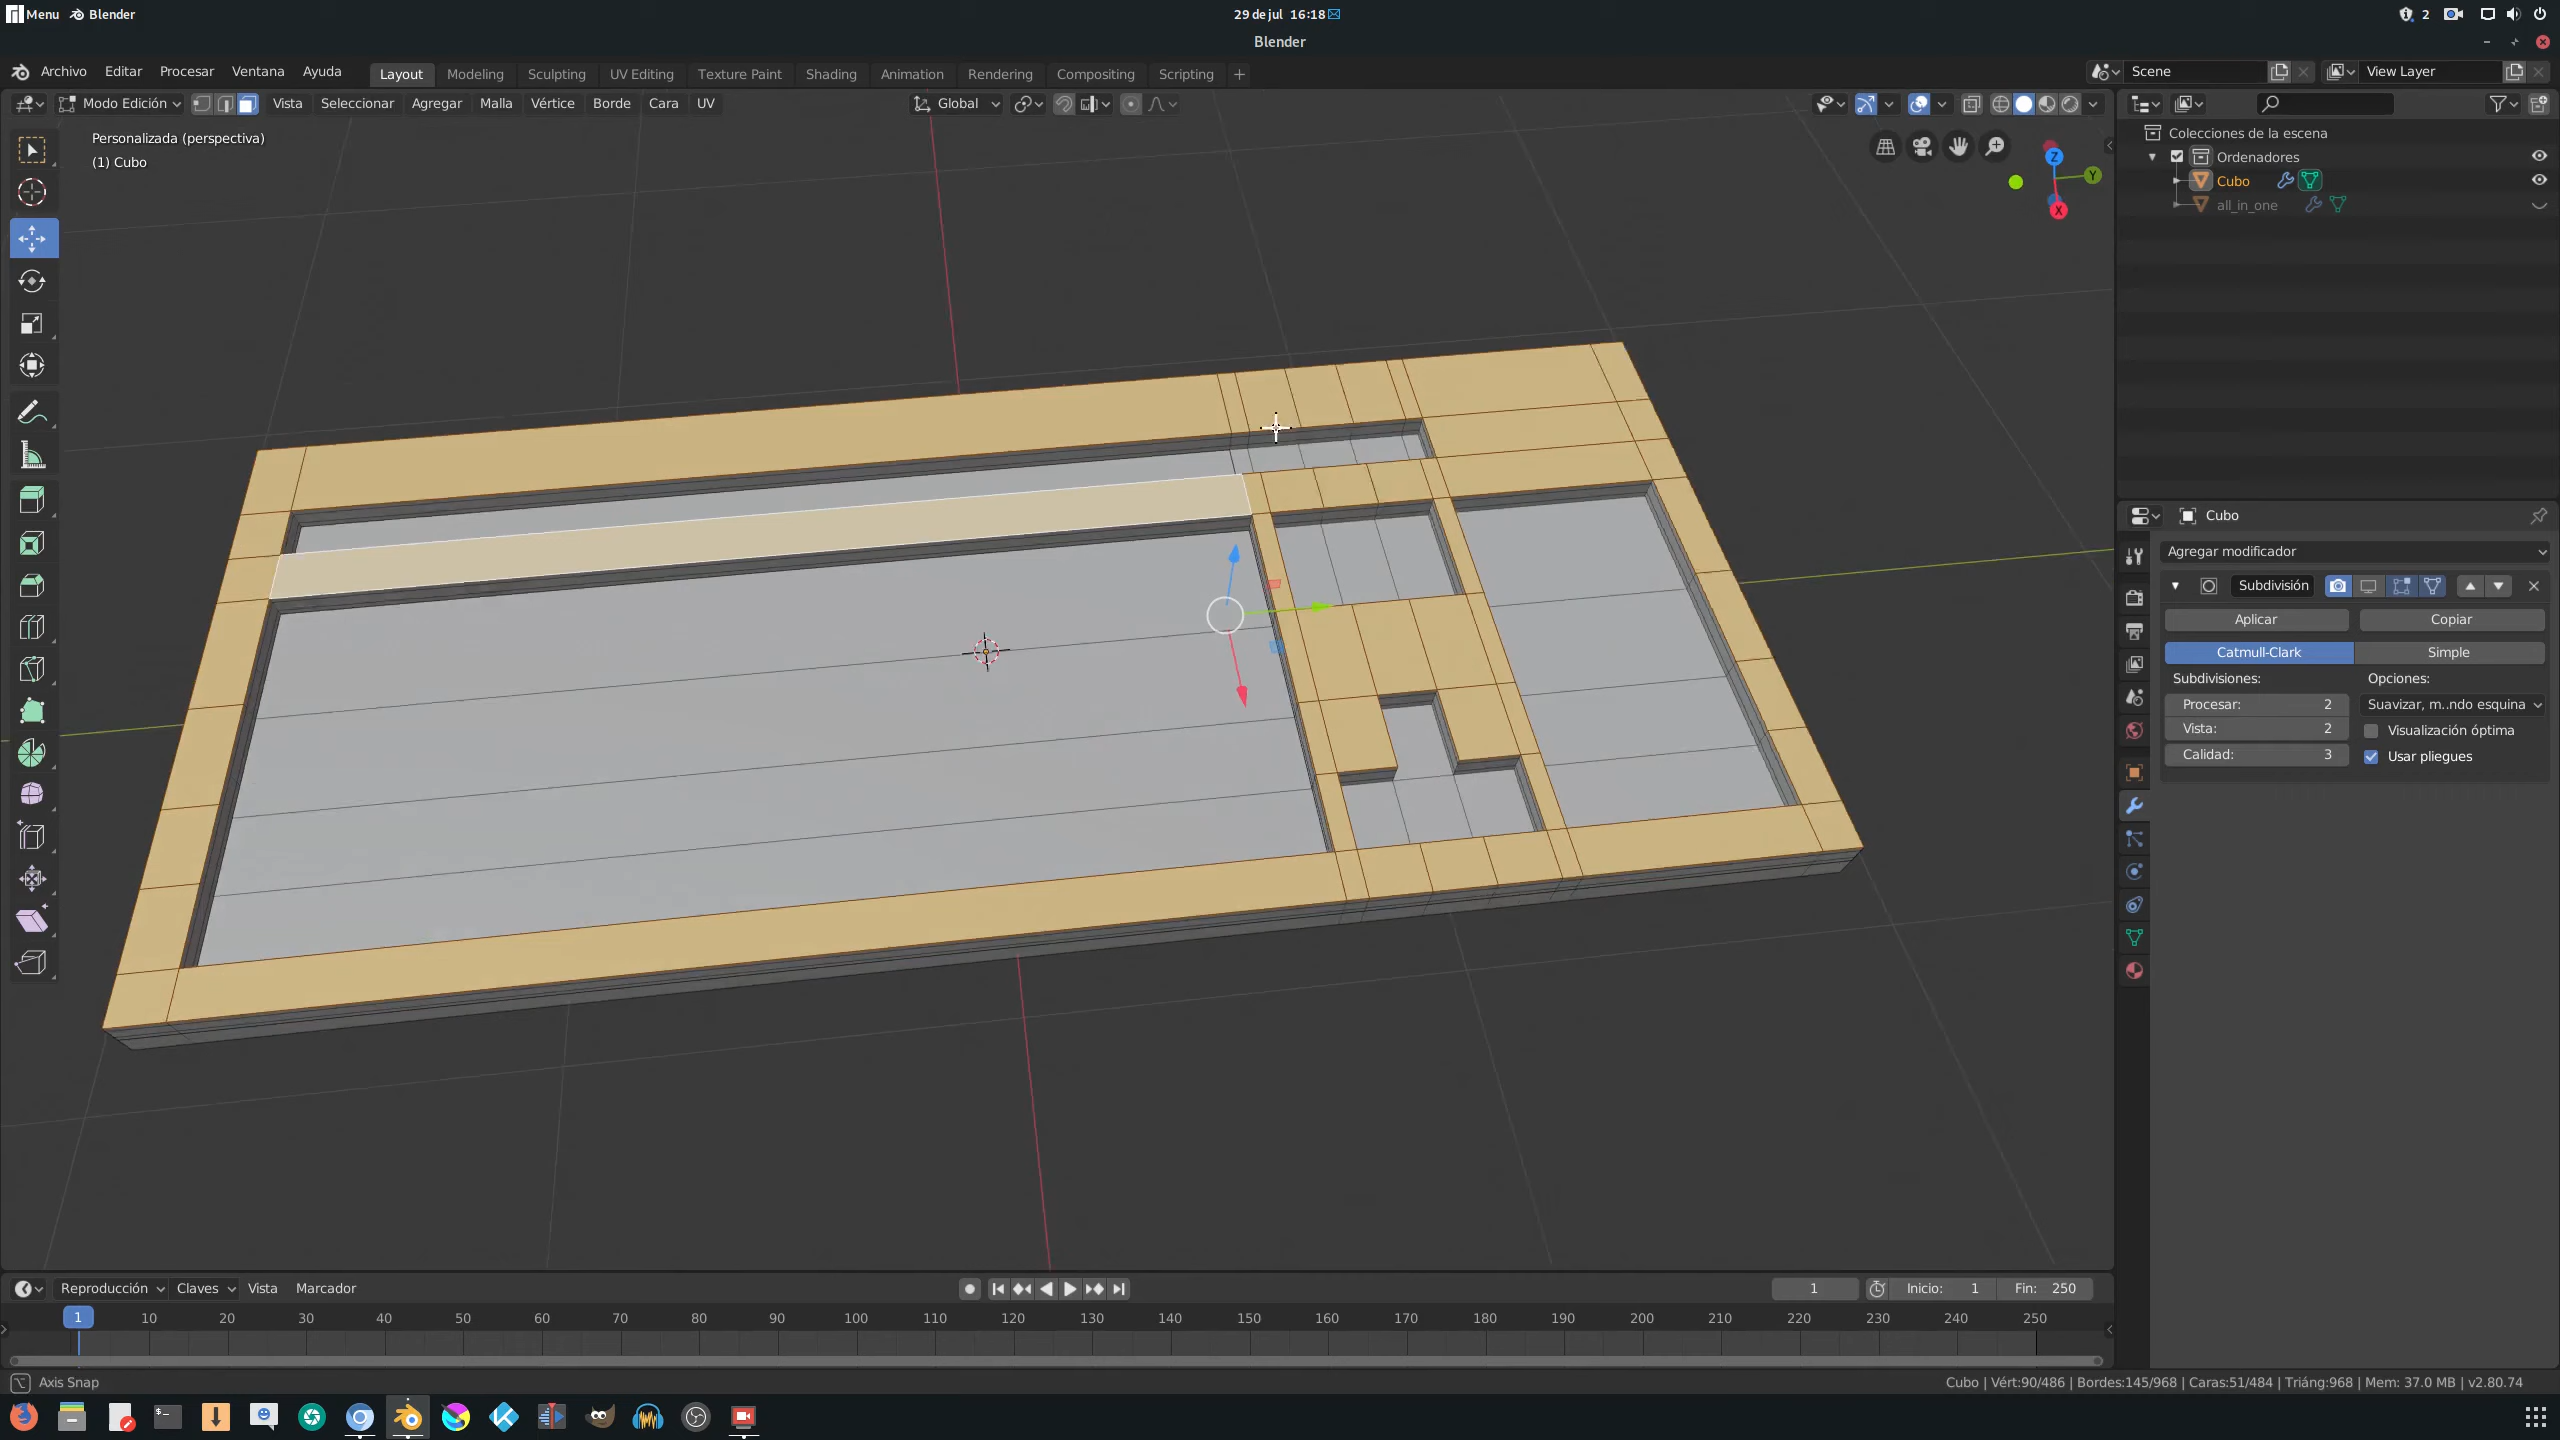 Menu Blender 29 de jul 16:18 2
Blender
Archivo Editar Procesar Ventana Ayuda Layout Modeling Sculpting UV Editing Texture Paint Shading Animation Rendering Compositing Scripting + Scene View Layer
Modo Edición Vista Seleccionar Agregar Malla Vértice Borde Cara UV Global
Personalizada (perspectiva)
(1) Cubo
Z
Y
X
Colecciones de la escena
Ordenadores
Cubo
all_in_one
Cubo
Agregar modificador
Subdivisión
Aplicar Copiar
Catmull-Clark Simple
Subdivisiones: Opciones:
Procesar: 2 Suavizar, m..ndo esquina
Vista: 2 Visualización óptima
Calidad: 3 Usar pliegues
Reproducción Claves Vista Marcador 1 Inicio: 1 Fin: 250
1 10 20 30 40 50 60 70 80 90 100 110 120 130 140 150 160 170 180 190 200 210 220 230 240 250
Axis Snap Cubo | Vért:90/486 | Bordes:145/968 | Caras:51/484 | Triáng:968 | Mem: 37.0 MB | v2.80.74